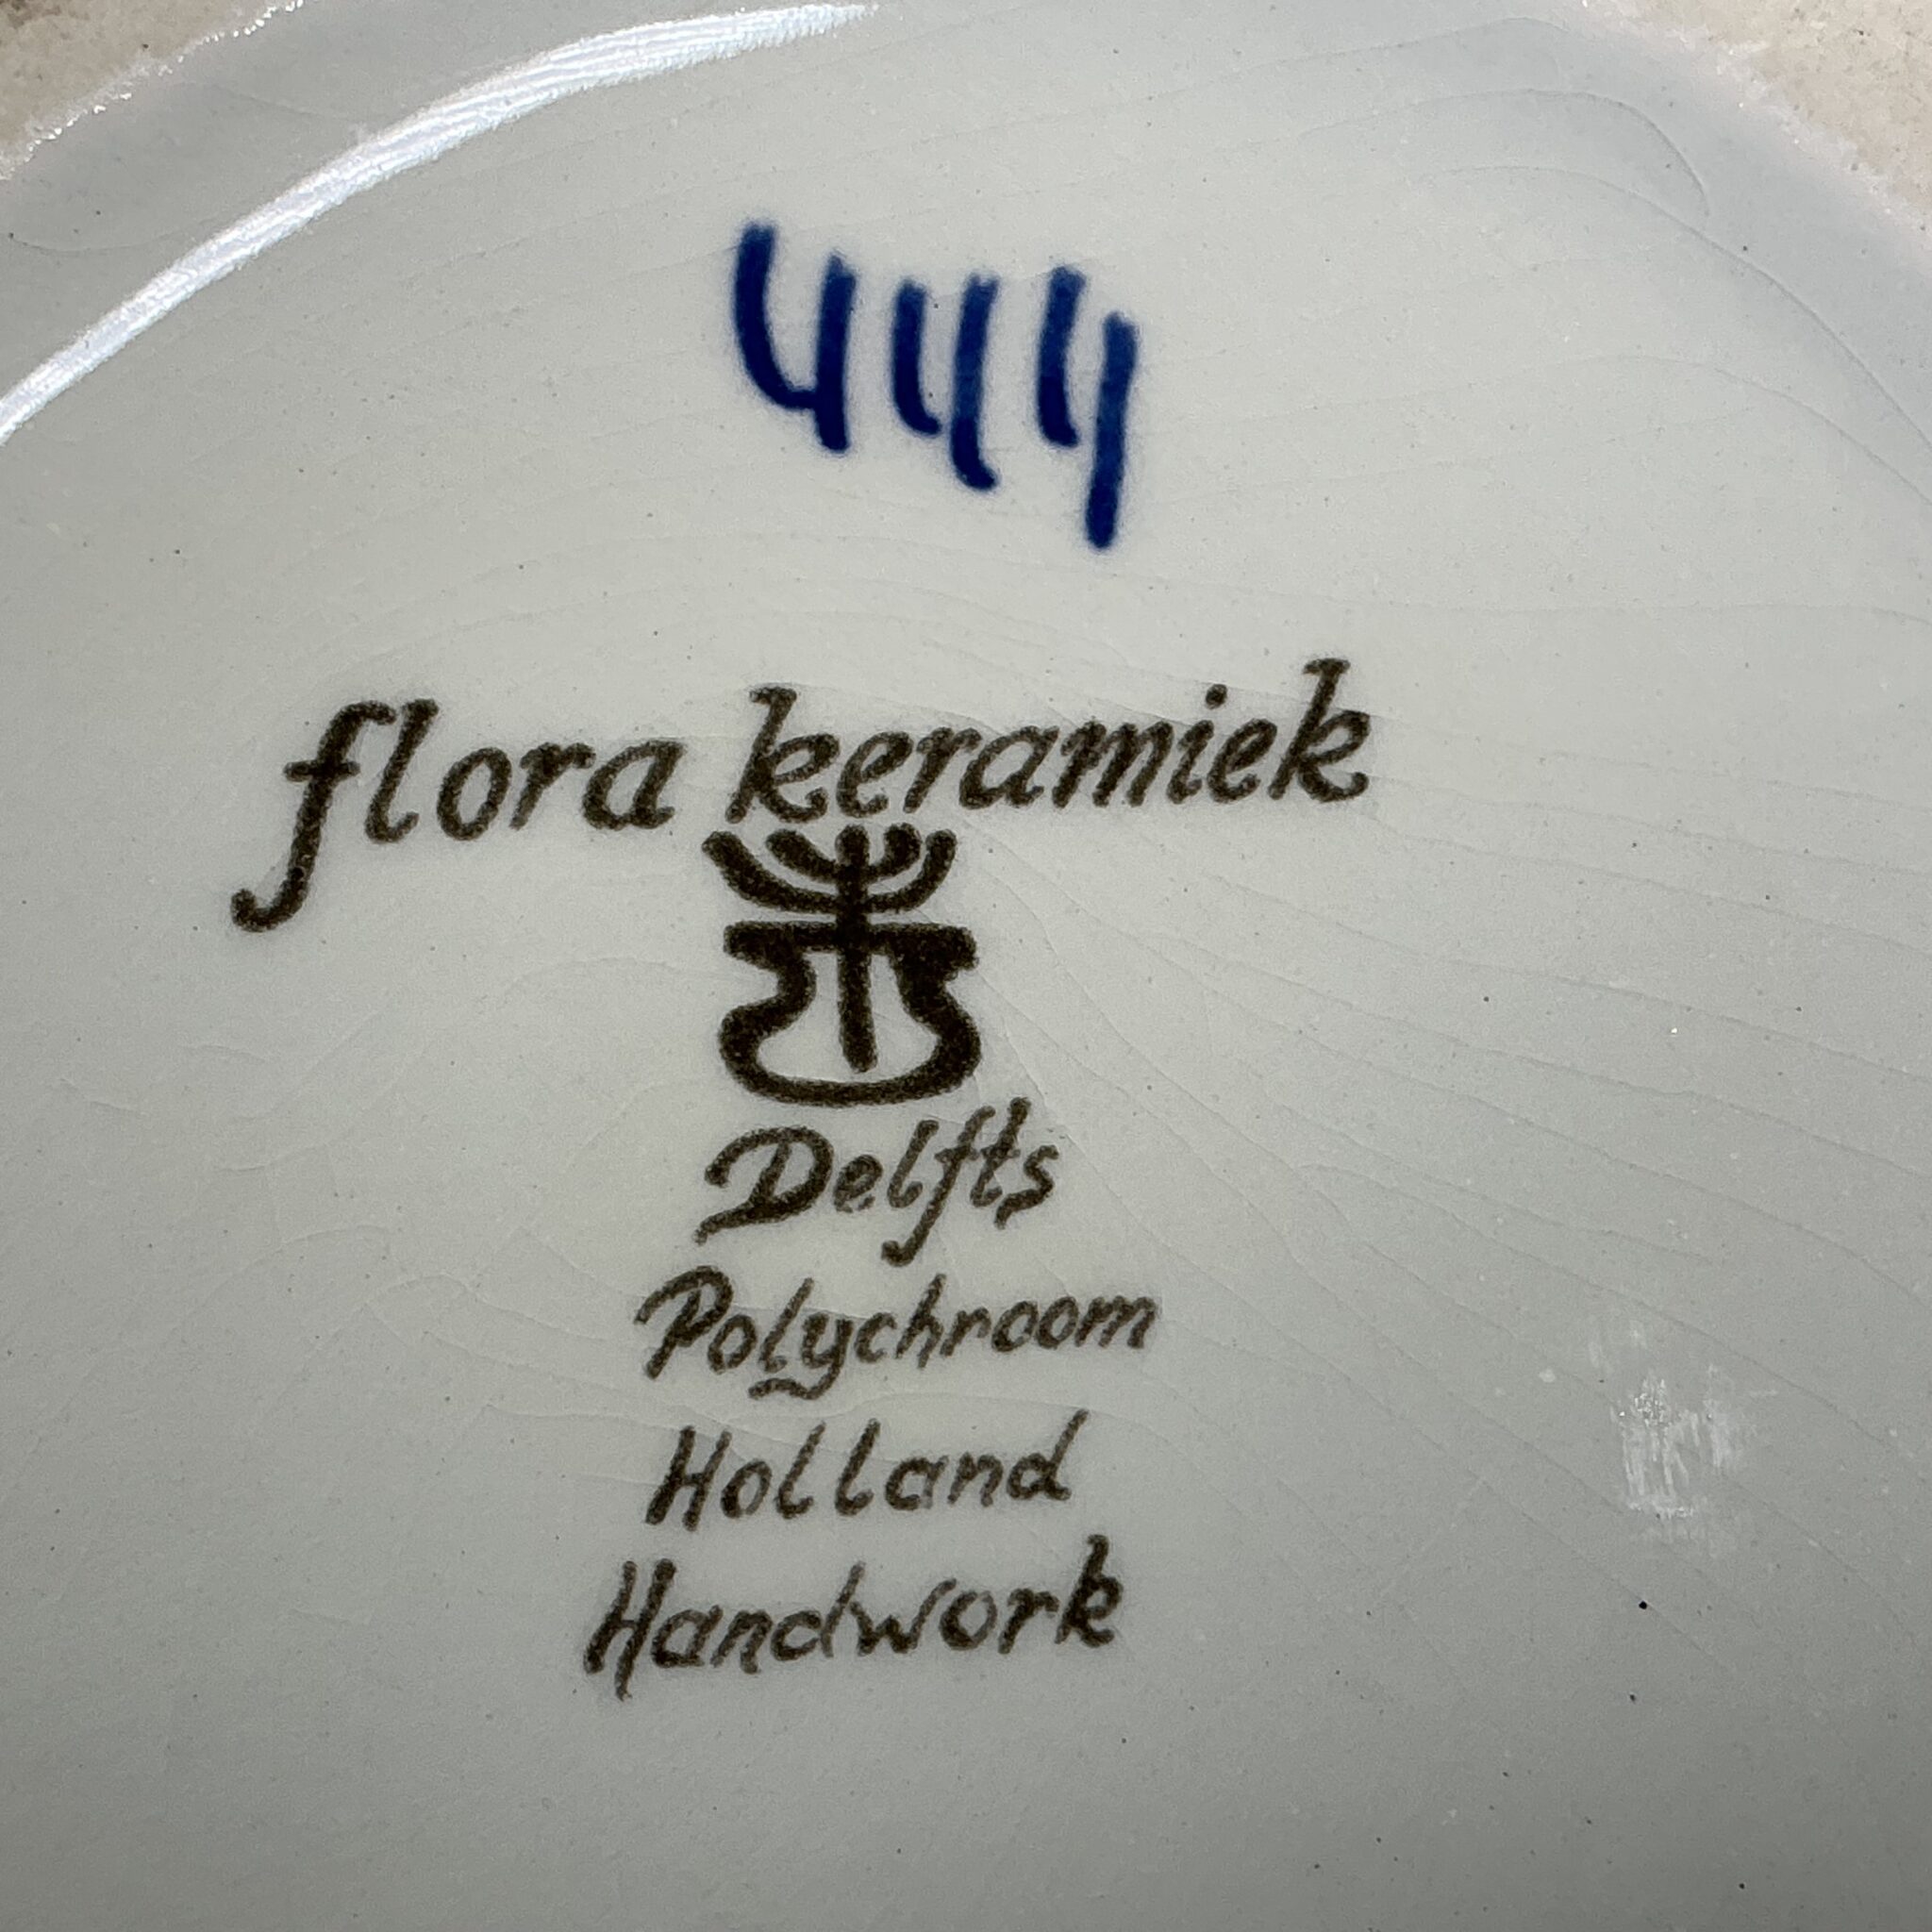 444
flora keramiek
Delfts
Polychroom
Holland
Handwork